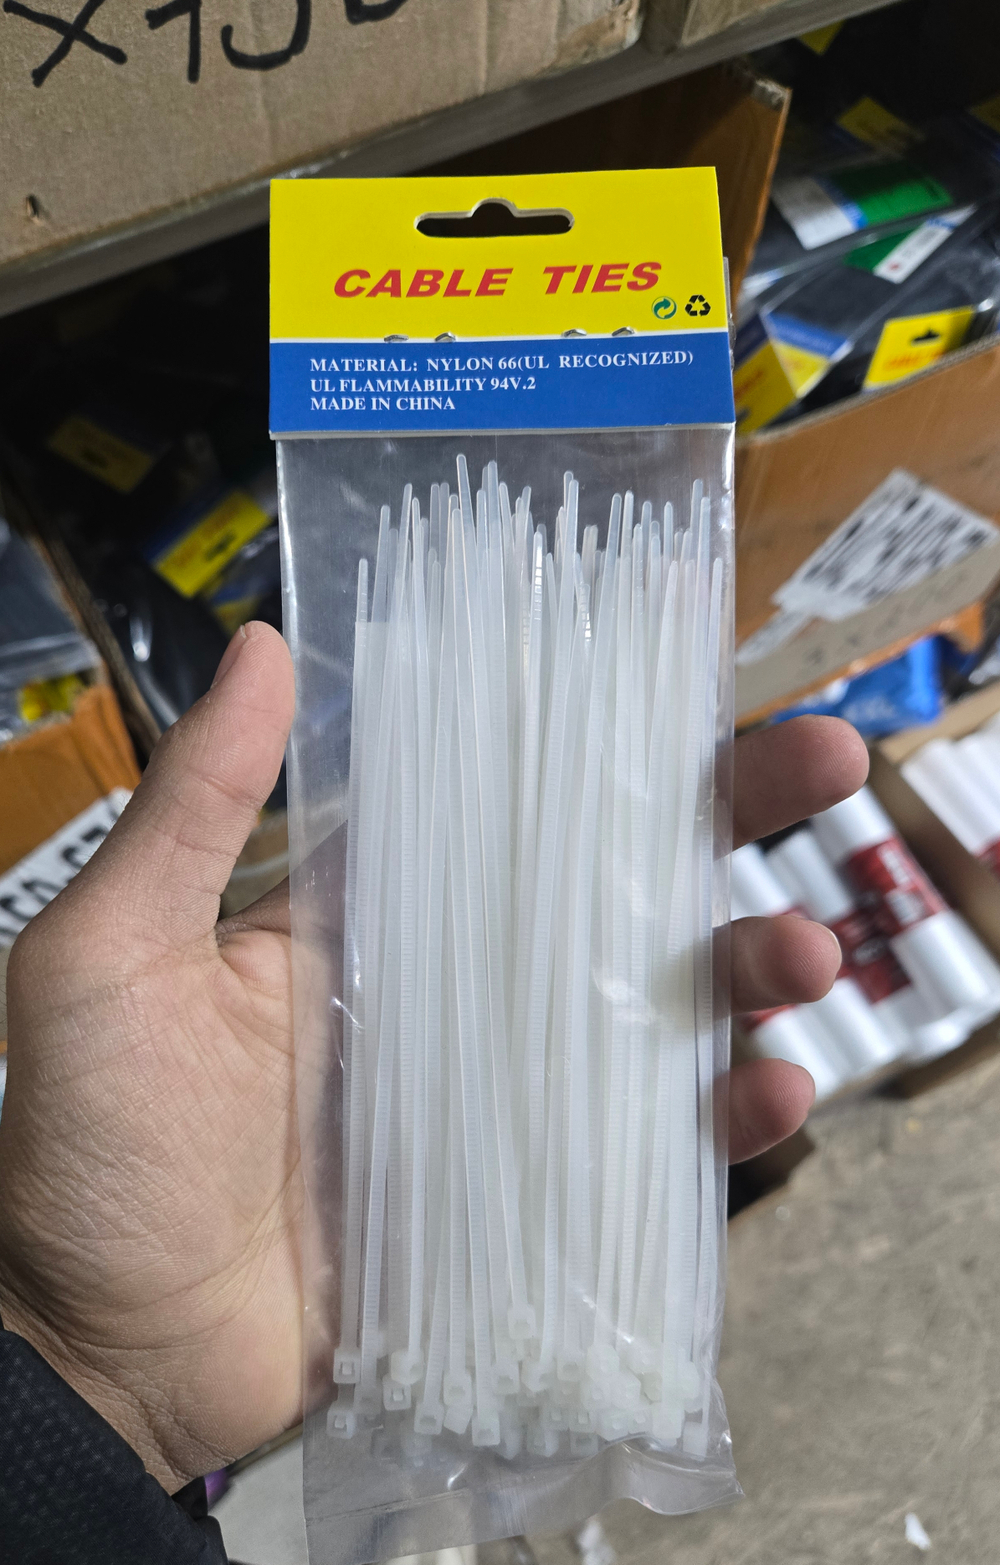 CABLE TIES
MATERIAL: NYLON 66(UL RECOGNIZED)
UL FLAMMABILITY 94V.2
MADE IN CHINA